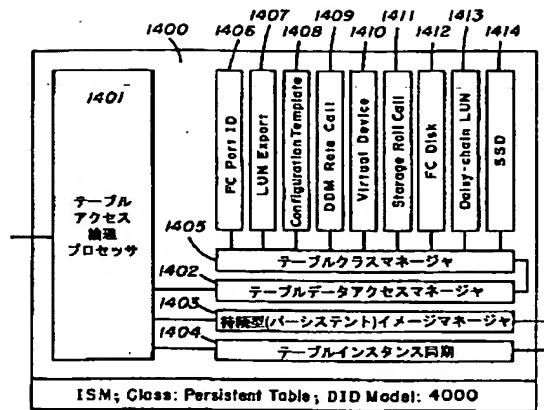 1400
1406
1407
1408
1409
1410
1411
1412
1413
1414
1401
テーブル
アクセス
論理
プロセッサ
FC Port ID
LUN Export
Configuration Template
DDM Rate Call
Virtual Device
Storage Roll Call
FC Disk
Daisy-chain LUN
SSD
1405
テーブルクラスマネージャ
1402
テーブルデータアクセスマネージャ
1403
持続型(パーシステント)イメージマネージャ
1404
テーブルインスタンス同期
ISM; Class: Persistent Table; DID Model: 4000